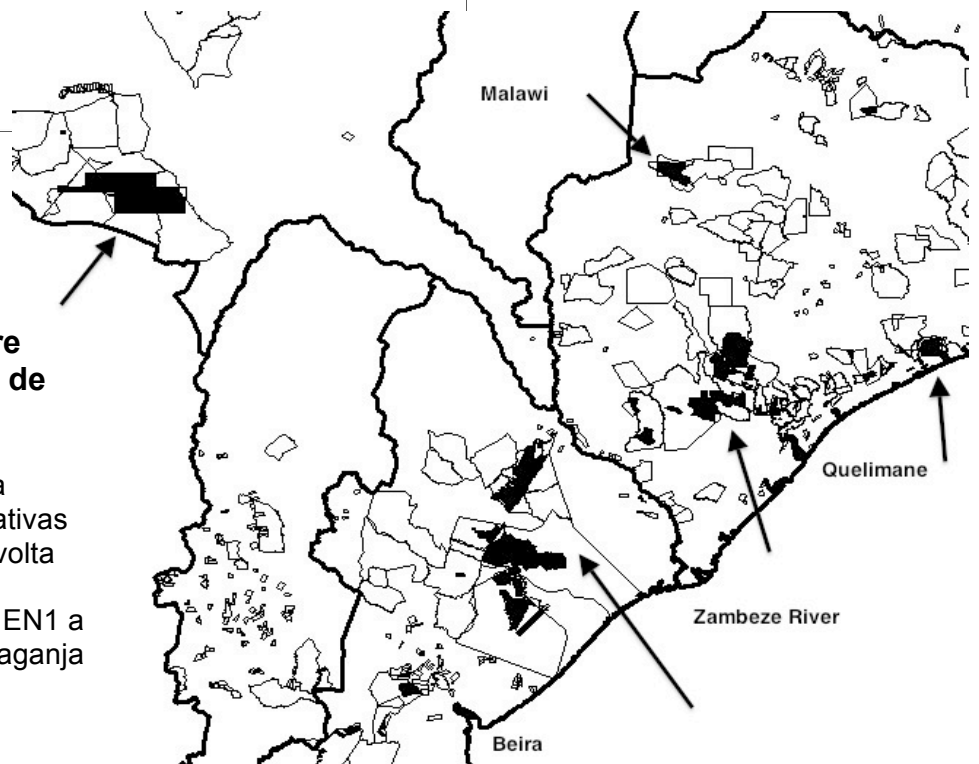 Malawi
re
de
a
ativas
volta
EN1 a
aganja
Quelimane
Zambeze River
Beira